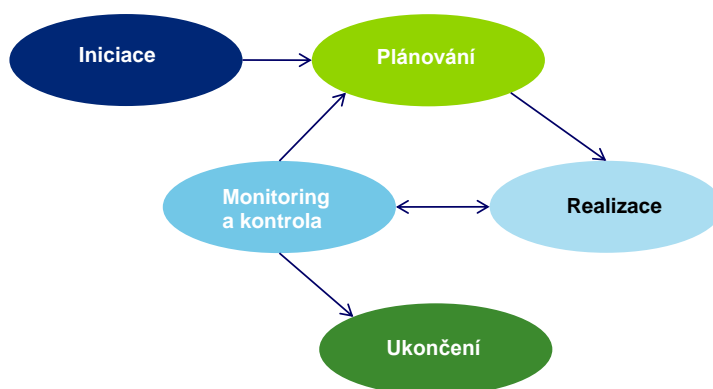 Iniciace
Plánování
Monitoring
a kontrola
Realizace
Ukončení